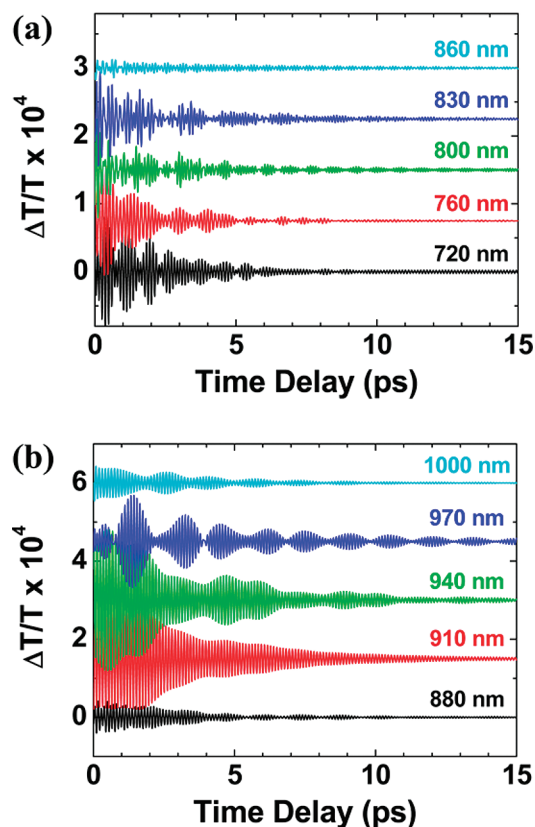 (a)
860 nm
830 nm
800 nm
760 nm
720 nm
3
2
1
0
ΔT/T x 10⁴
0
5
10
15
Time Delay (ps)
(b)
1000 nm
970 nm
940 nm
910 nm
880 nm
6
4
2
0
ΔT/T x 10⁴
0
5
10
15
Time Delay (ps)